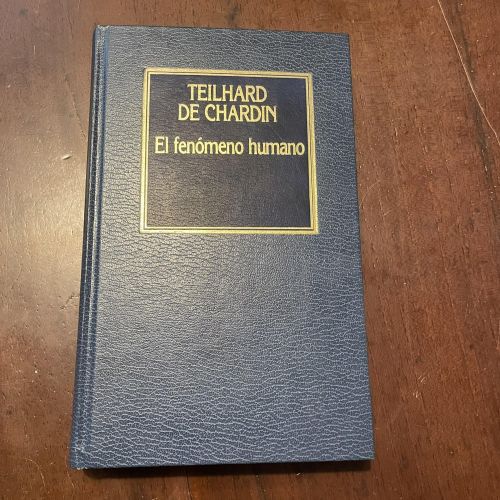 TEILHARD
DE CHARDIN
El fenómeno humano